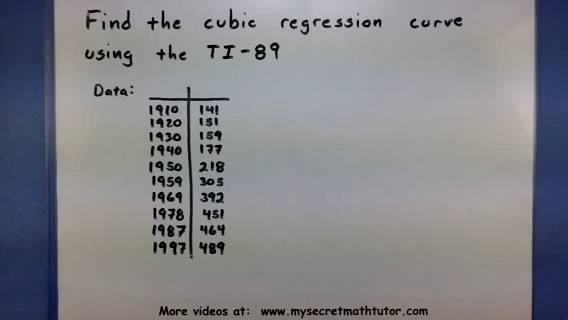 Find the cubic regression curve
using the TI-89
Data:
1910 141
1920 151
1930 159
1940 177
1950 218
1959 305
1969 392
1978 451
1987 464
1997 489
More videos at: www.mysecretmathtutor.com